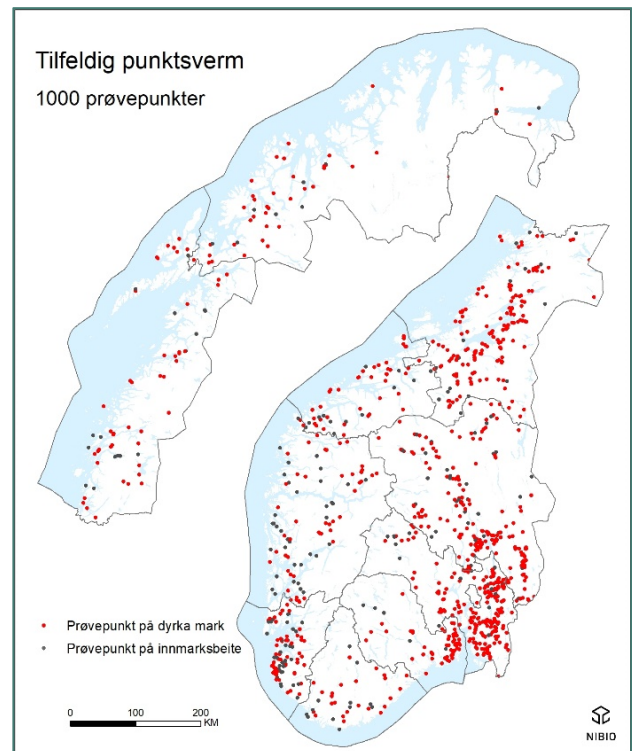 Tilfeldig punktsverm
1000 prøvepunkter
Prøvepunkt på dyrka mark
Prøvepunkt på innmarksbeite
0 100 200
KM
NIBIO